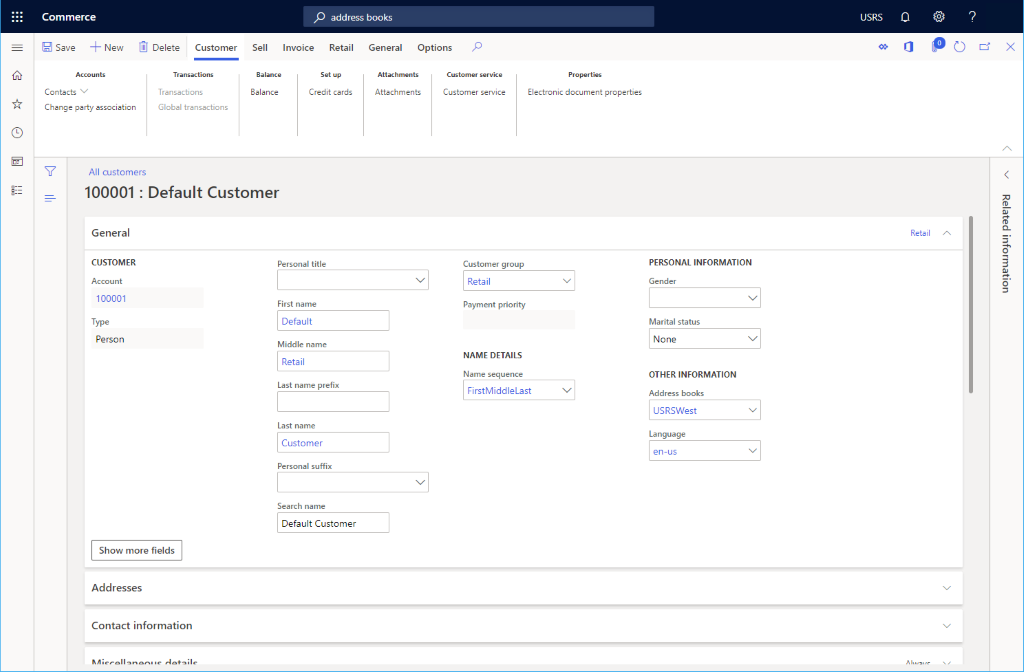 Commerce
address books
USRS
?
Save
New
Delete
Customer
Sell
Invoice
Retail
General
Options
0
Accounts
Contacts
Change party association
Transactions
Transactions
Global transactions
Balance
Balance
Set up
Credit cards
Attachments
Attachments
Customer service
Customer service
Properties
Electronic document properties
All customers
100001 : Default Customer
Related information
General
Retail
CUSTOMER
Account
100001
Type
Person
Personal title
First name
Default
Middle name
Retail
Last name prefix
Last name
Customer
Personal suffix
Search name
Default Customer
Customer group
Retail
Payment priority
NAME DETAILS
Name sequence
FirstMiddleLast
PERSONAL INFORMATION
Gender
Marital status
None
OTHER INFORMATION
Address books
USRSWest
Language
en-us
Show more fields
Addresses
Contact information
Miscellaneous details
Always